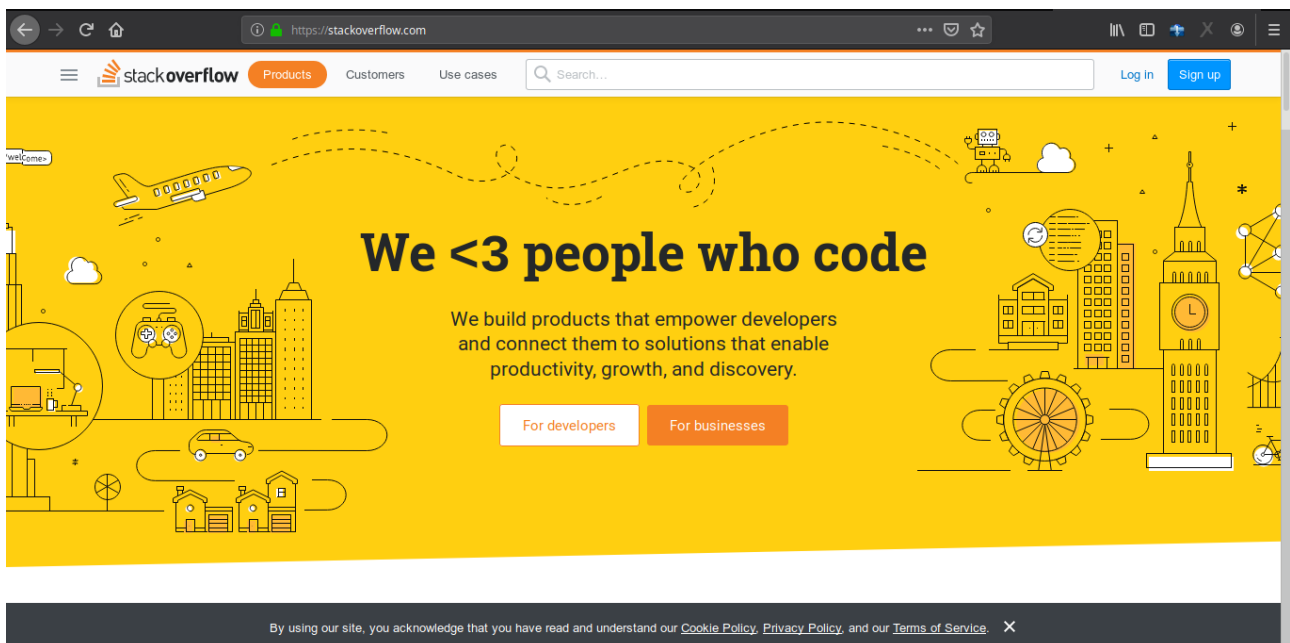 https://stackoverflow.com
stack overflow Products Customers Use cases Search... Log in Sign up
welcome>
We <3 people who code
We build products that empower developers
and connect them to solutions that enable
productivity, growth, and discovery.
For developers For businesses
By using our site, you acknowledge that you have read and understand our Cookie Policy, Privacy Policy, and our Terms of Service.